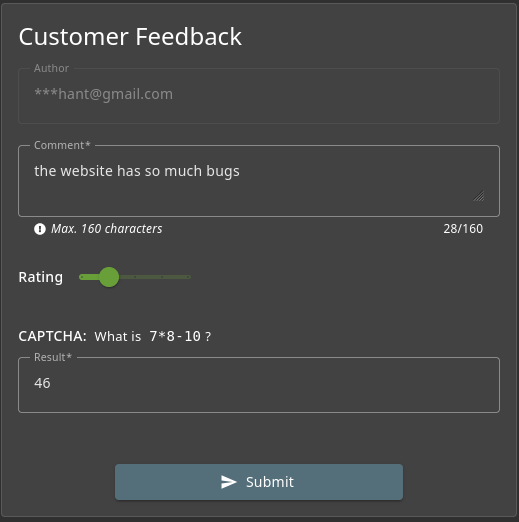 Customer Feedback
Author
***hant@gmail.com
Comment*
the website has so much bugs
Max. 160 characters
28/160
Rating
CAPTCHA: What is 7*8-10 ?
Result*
46
Submit